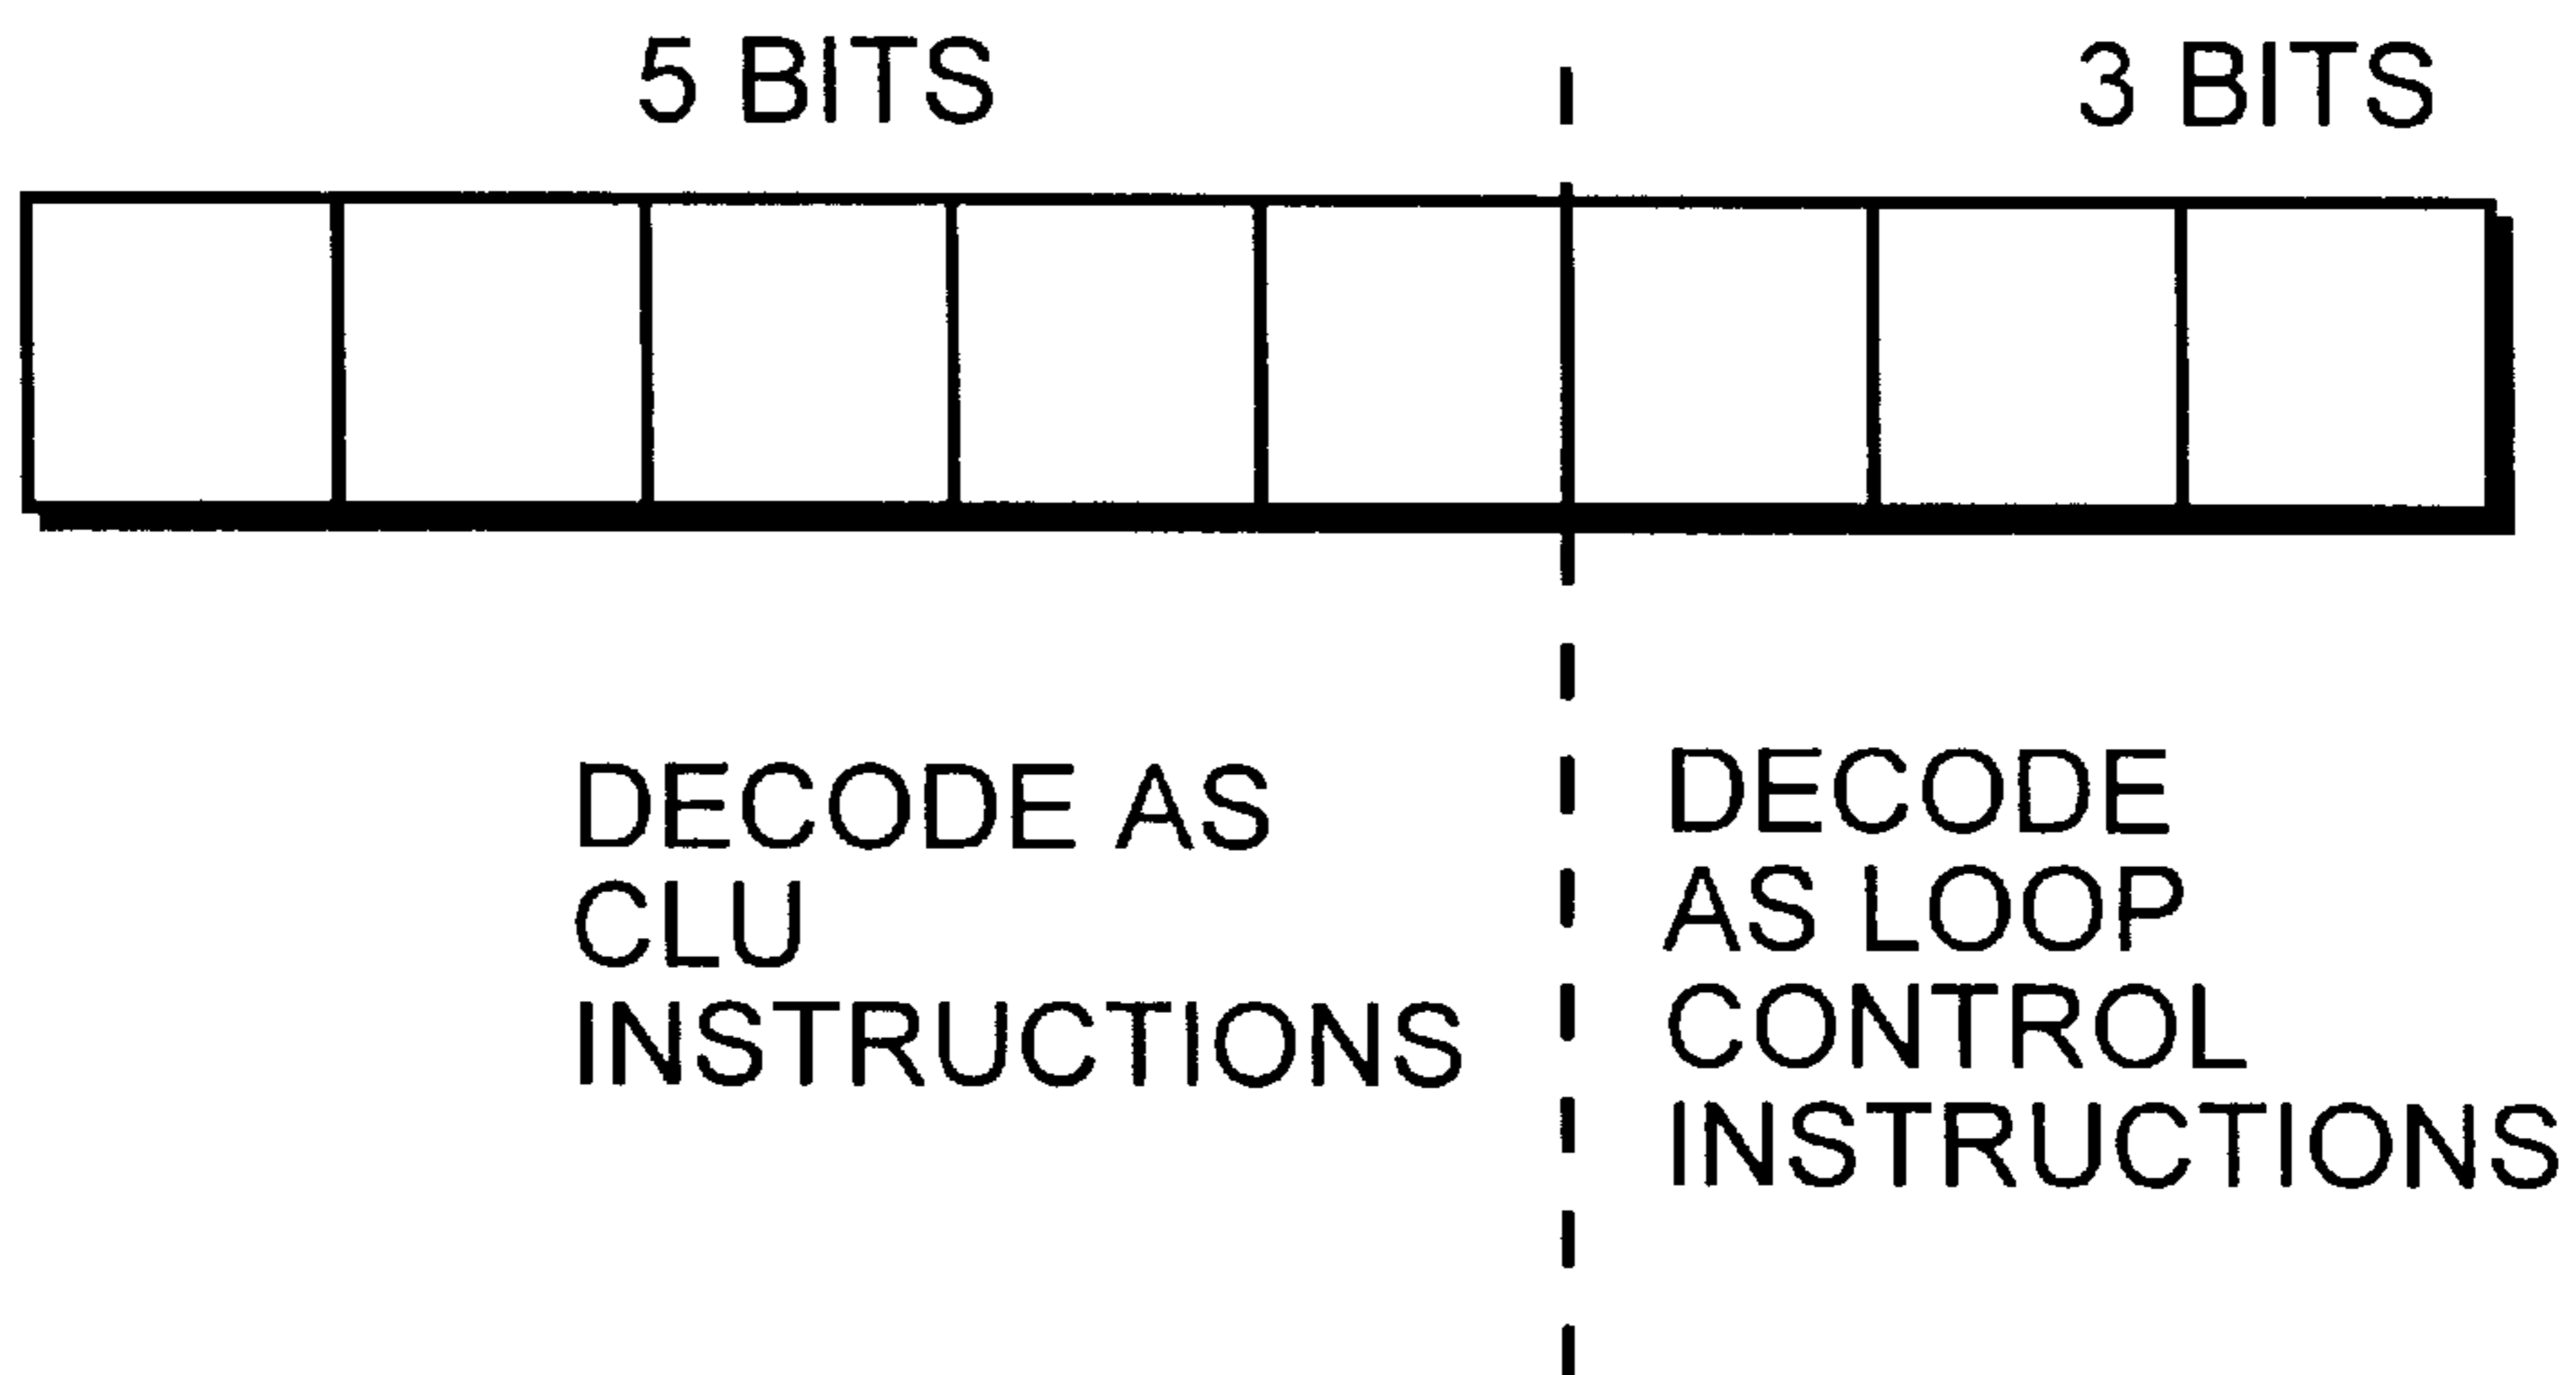 5 BITS
3 BITS
DECODE AS
CLU
INSTRUCTIONS
DECODE
AS LOOP
CONTROL
INSTRUCTIONS